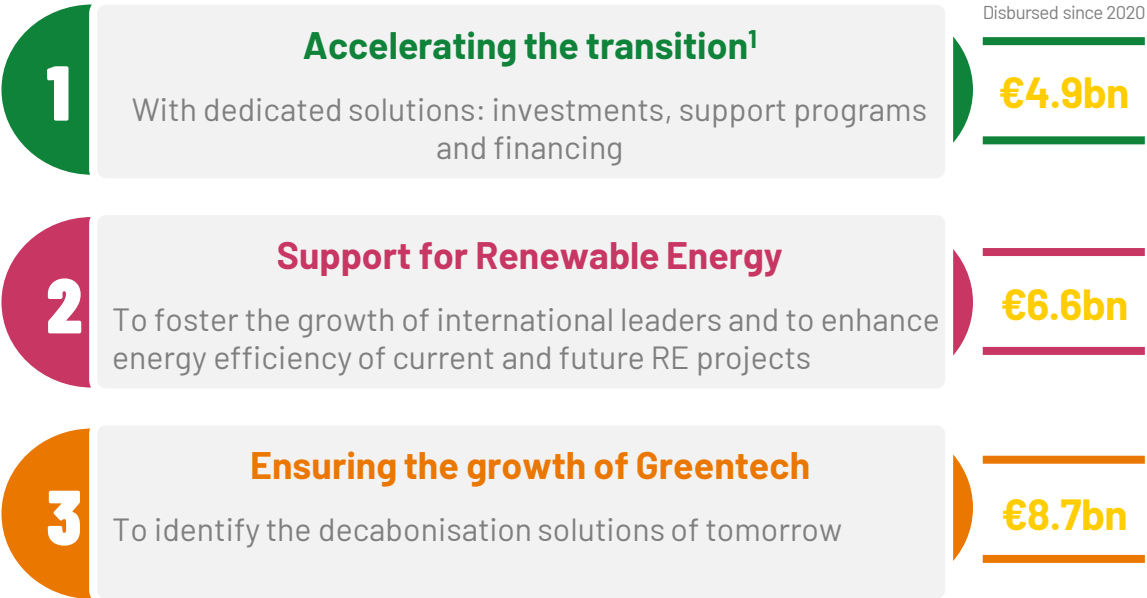 Disbursed since 2020
1
Accelerating the transition¹
With dedicated solutions: investments, support programs
and financing
€4.9bn
2
Support for Renewable Energy
To foster the growth of international leaders and to enhance
energy efficiency of current and future RE projects
€6.6bn
3
Ensuring the growth of Greentech
To identify the decabonisation solutions of tomorrow
€8.7bn